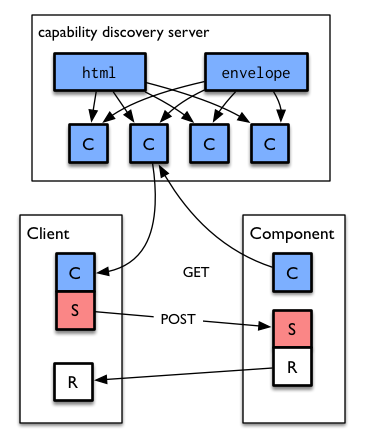 capability discovery server
html envelope
C C C C
Client Component
C GET C
S POST S
R R